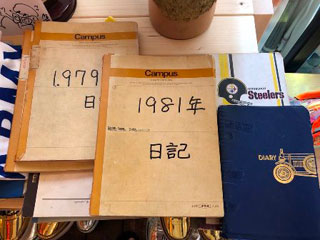 Campus
1979
日
Campus
1981年
日記
Steelers
DIARY